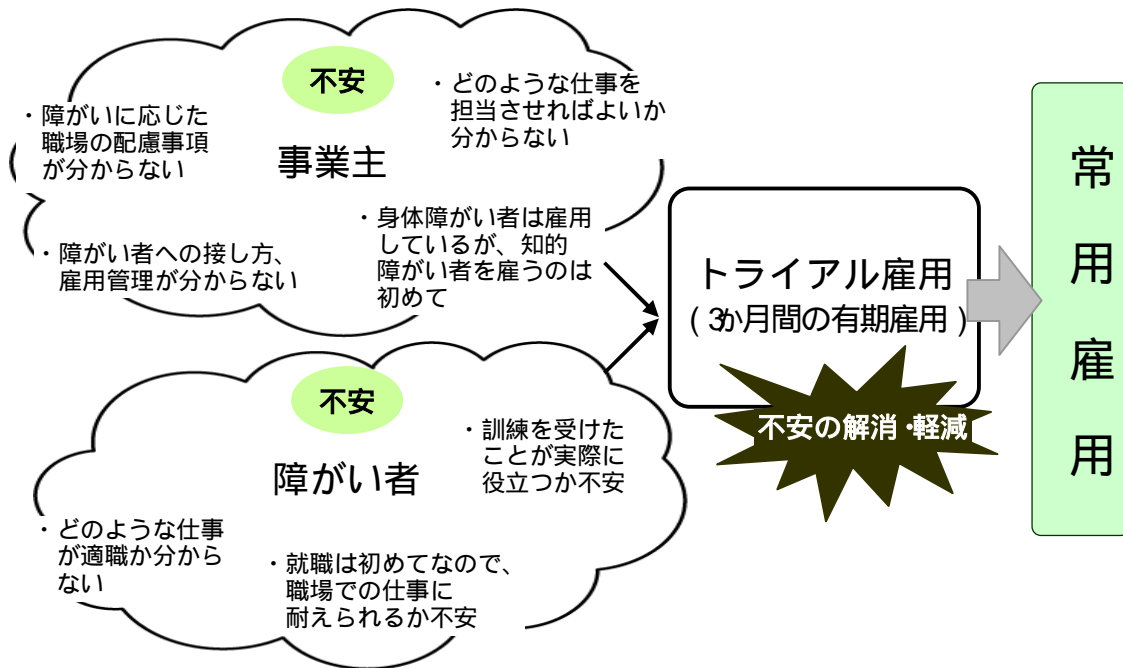 不安
事業主
・障がいに応じた
職場の配慮事項
が分からない
・どのような仕事を
担当させればよいか
分からない
・障がい者への接し方、
雇用管理が分からない
・身体障がい者は雇用
しているが、知的
障がい者を雇うのは
初めて
不安
障がい者
・訓練を受けた
ことが実際に
役立つか不安
・どのような仕事
が適職か分から
ない
・就職は初めてなので、
職場での仕事に
耐えられるか不安
トライアル雇用
(3か月間の有期雇用)
不安の解消・軽減
常用雇用